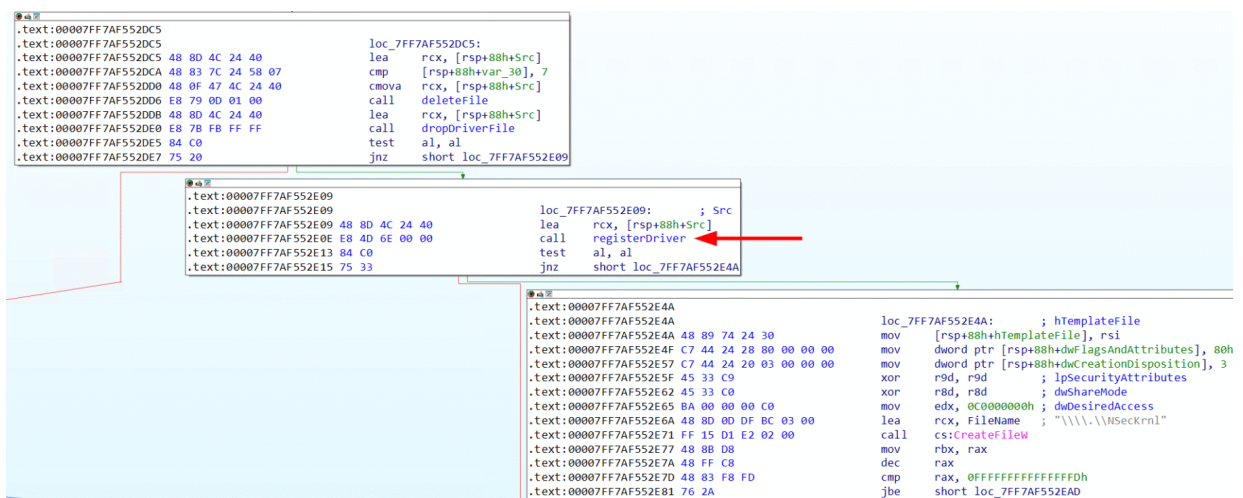 .text:00007FF7AF552DC5
.text:00007FF7AF552DC5 loc_7FF7AF552DC5:
.text:00007FF7AF552DC5 48 8D 4C 24 40 lea rcx, [rsp+88h+Src]
.text:00007FF7AF552DCA 48 83 7C 24 58 07 cmp [rsp+88h+var_30], 7
.text:00007FF7AF552DD0 48 0F 47 4C 24 40 cmova rcx, [rsp+88h+Src]
.text:00007FF7AF552DD6 E8 79 0D 01 00 call deleteFile
.text:00007FF7AF552DDB 48 8D 4C 24 40 lea rcx, [rsp+88h+Src]
.text:00007FF7AF552DE0 E8 7B FB FF FF call dropDriverFile
.text:00007FF7AF552DE5 84 C0 test al, al
.text:00007FF7AF552DE7 75 20 jnz short loc_7FF7AF552E09
.text:00007FF7AF552E09
.text:00007FF7AF552E09 loc_7FF7AF552E09: ; Src
.text:00007FF7AF552E09 48 8D 4C 24 40 lea rcx, [rsp+88h+Src]
.text:00007FF7AF552E0E E8 4D 6E 00 00 call registerDriver
.text:00007FF7AF552E13 84 C0 test al, al
.text:00007FF7AF552E15 75 33 jnz short loc_7FF7AF552E4A
.text:00007FF7AF552E4A
.text:00007FF7AF552E4A loc_7FF7AF552E4A: ; hTemplateFile
.text:00007FF7AF552E4A 48 89 74 24 30 mov [rsp+88h+hTemplateFile], rsi
.text:00007FF7AF552E4F C7 44 24 28 80 00 00 00 mov dword ptr [rsp+88h+dwFlagsAndAttributes], 80h
.text:00007FF7AF552E57 C7 44 24 20 03 00 00 00 mov dword ptr [rsp+88h+dwCreationDisposition], 3
.text:00007FF7AF552E5F 45 33 C9 xor r9d, r9d ; lpSecurityAttributes
.text:00007FF7AF552E62 45 33 C0 xor r8d, r8d ; dwShareMode
.text:00007FF7AF552E65 BA 00 00 00 C0 mov edx, 0C0000000h ; dwDesiredAccess
.text:00007FF7AF552E6A 48 8D 0D DF BC 03 00 lea rcx, FileName ; "\\\\.\\NSecKrnl"
.text:00007FF7AF552E71 FF 15 D1 E2 02 00 call cs:CreateFileW
.text:00007FF7AF552E77 48 8B D8 mov rbx, rax
.text:00007FF7AF552E7A 48 FF C8 dec rax
.text:00007FF7AF552E7D 48 83 F8 FD cmp rax, 0FFFFFFFFFFFFFFFDh
.text:00007FF7AF552E81 76 2A jbe short loc_7FF7AF552EAD